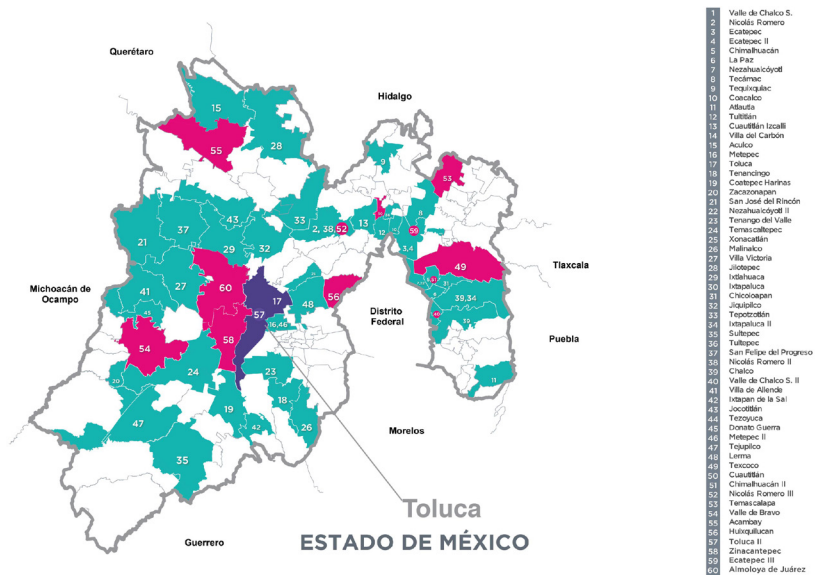 Querétaro
Hidalgo
Tlaxcala
Michoacán de
Ocampo
Distrito
Federal
Puebla
Morelos
Guerrero
Toluca
ESTADO DE MÉXICO
15
55
28
9
53
33
2, 38,
52
13
12
8
59
3,4
21
37
43
29
32
49
41
27
60
17
48
56
39,34
45
57
16,46
40
54
58
24
23
20
11
19
18
47
42
26
35
1 Valle de Chalco S.
2 Nicolás Romero
3 Ecatepec
4 Ecatepec II
5 Chimalhuacán
6 La Paz
7 Nezahualcóyotl
8 Tecámac
9 Tequixquiac
10 Coacalco
11 Atlautla
12 Tultitlán
13 Cuautitlán Izcalli
14 Villa del Carbón
15 Aculco
16 Metepec
17 Toluca
18 Tenancingo
19 Coatepec Harinas
20 Zacazonapan
21 San José del Rincón
22 Nezahualcóyotl II
23 Tenango del Valle
24 Temascaltepec
25 Xonacatlán
26 Malinalco
27 Villa Victoria
28 Jilotepec
29 Ixtlahuaca
30 Ixtapaluca
31 Chicoloapan
32 Jiquipilco
33 Tepotzotlán
34 Ixtapaluca II
35 Sultepec
36 Tultepec
37 San Felipe del Progreso
38 Nicolás Romero II
39 Chalco
40 Valle de Chalco S. II
41 Villa de Allende
42 Ixtapan de la Sal
43 Jocotitlán
44 Tezoyuca
45 Donato Guerra
46 Metepec II
47 Tejupilco
48 Lerma
49 Texcoco
50 Cuautitlán
51 Chimalhuacán II
52 Nicolás Romero III
53 Temascalapa
54 Valle de Bravo
55 Acambay
56 Huixquilucan
57 Toluca II
58 Zinacantepec
59 Ecatepec III
60 Almoloya de Juárez